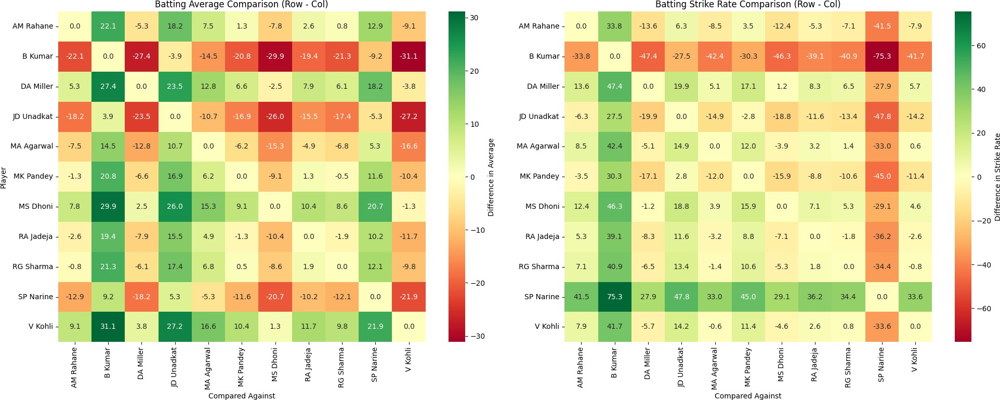 Batting Average Comparison (Row - Col)
Player
AM Rahane 0.0 22.1 -5.3 18.2 7.5 1.3 -7.8 2.6 0.8 12.9 -9.1
B Kumar -22.1 0.0 -27.4 -3.9 -14.5 -20.8 -29.9 -19.4 -21.3 -9.2 -31.1
DA Miller 5.3 27.4 0.0 23.5 12.8 6.6 -2.5 7.9 6.1 18.2 -3.8
JD Unadkat -18.2 3.9 -23.5 0.0 -10.7 -16.9 -26.0 -15.5 -17.4 -5.3 -27.2
MA Agarwal -7.5 14.5 -12.8 10.7 0.0 -6.2 -15.3 -4.9 -6.8 5.3 -16.6
MK Pandey -1.3 20.8 -6.6 16.9 6.2 0.0 -9.1 1.3 -0.5 11.6 -10.4
MS Dhoni 7.8 29.9 2.5 26.0 15.3 9.1 0.0 10.4 8.6 20.7 -1.3
RA Jadeja -2.6 19.4 -7.9 15.5 4.9 -1.3 -10.4 0.0 -1.9 10.2 -11.7
RG Sharma -0.8 21.3 -6.1 17.4 6.8 0.5 -8.6 1.9 0.0 12.1 -9.8
SP Narine -12.9 9.2 -18.2 5.3 -5.3 -11.6 -20.7 -10.2 -12.1 0.0 -21.9
V Kohli 9.1 31.1 3.8 27.2 16.6 10.4 1.3 11.7 9.8 21.9 0.0
AM Rahane
B Kumar
DA Miller
JD Unadkat
MA Agarwal
MK Pandey
MS Dhoni
RA Jadeja
RG Sharma
SP Narine
V Kohli
Compared Against
30
20
10
0
−10
−20
−30
Difference in Average
Batting Strike Rate Comparison (Row - Col)
AM Rahane 0.0 33.8 -13.6 6.3 -8.5 3.5 -12.4 -5.3 -7.1 -41.5 -7.9
B Kumar -33.8 0.0 -47.4 -27.5 -42.4 -30.3 -46.3 -39.1 -40.9 -75.3 -41.7
DA Miller 13.6 47.4 0.0 19.9 5.1 17.1 1.2 8.3 6.5 -27.9 5.7
JD Unadkat -6.3 27.5 -19.9 0.0 -14.9 -2.8 -18.8 -11.6 -13.4 -47.8 -14.2
MA Agarwal 8.5 42.4 -5.1 14.9 0.0 12.0 -3.9 3.2 1.4 -33.0 0.6
MK Pandey -3.5 30.3 -17.1 2.8 -12.0 0.0 -15.9 -8.8 -10.6 -45.0 -11.4
MS Dhoni 12.4 46.3 -1.2 18.8 3.9 15.9 0.0 7.1 5.3 -29.1 4.6
RA Jadeja 5.3 39.1 -8.3 11.6 -3.2 8.8 -7.1 0.0 -1.8 -36.2 -2.6
RG Sharma 7.1 40.9 -6.5 13.4 -1.4 10.6 -5.3 1.8 0.0 -34.4 -0.8
SP Narine 41.5 75.3 27.9 47.8 33.0 45.0 29.1 36.2 34.4 0.0 33.6
V Kohli 7.9 41.7 -5.7 14.2 -0.6 11.4 -4.6 2.6 0.8 -33.6 0.0
AM Rahane
B Kumar
DA Miller
JD Unadkat
MA Agarwal
MK Pandey
MS Dhoni
RA Jadeja
RG Sharma
SP Narine
V Kohli
Compared Against
60
40
20
0
−20
−40
−60
Difference in Strike Rate